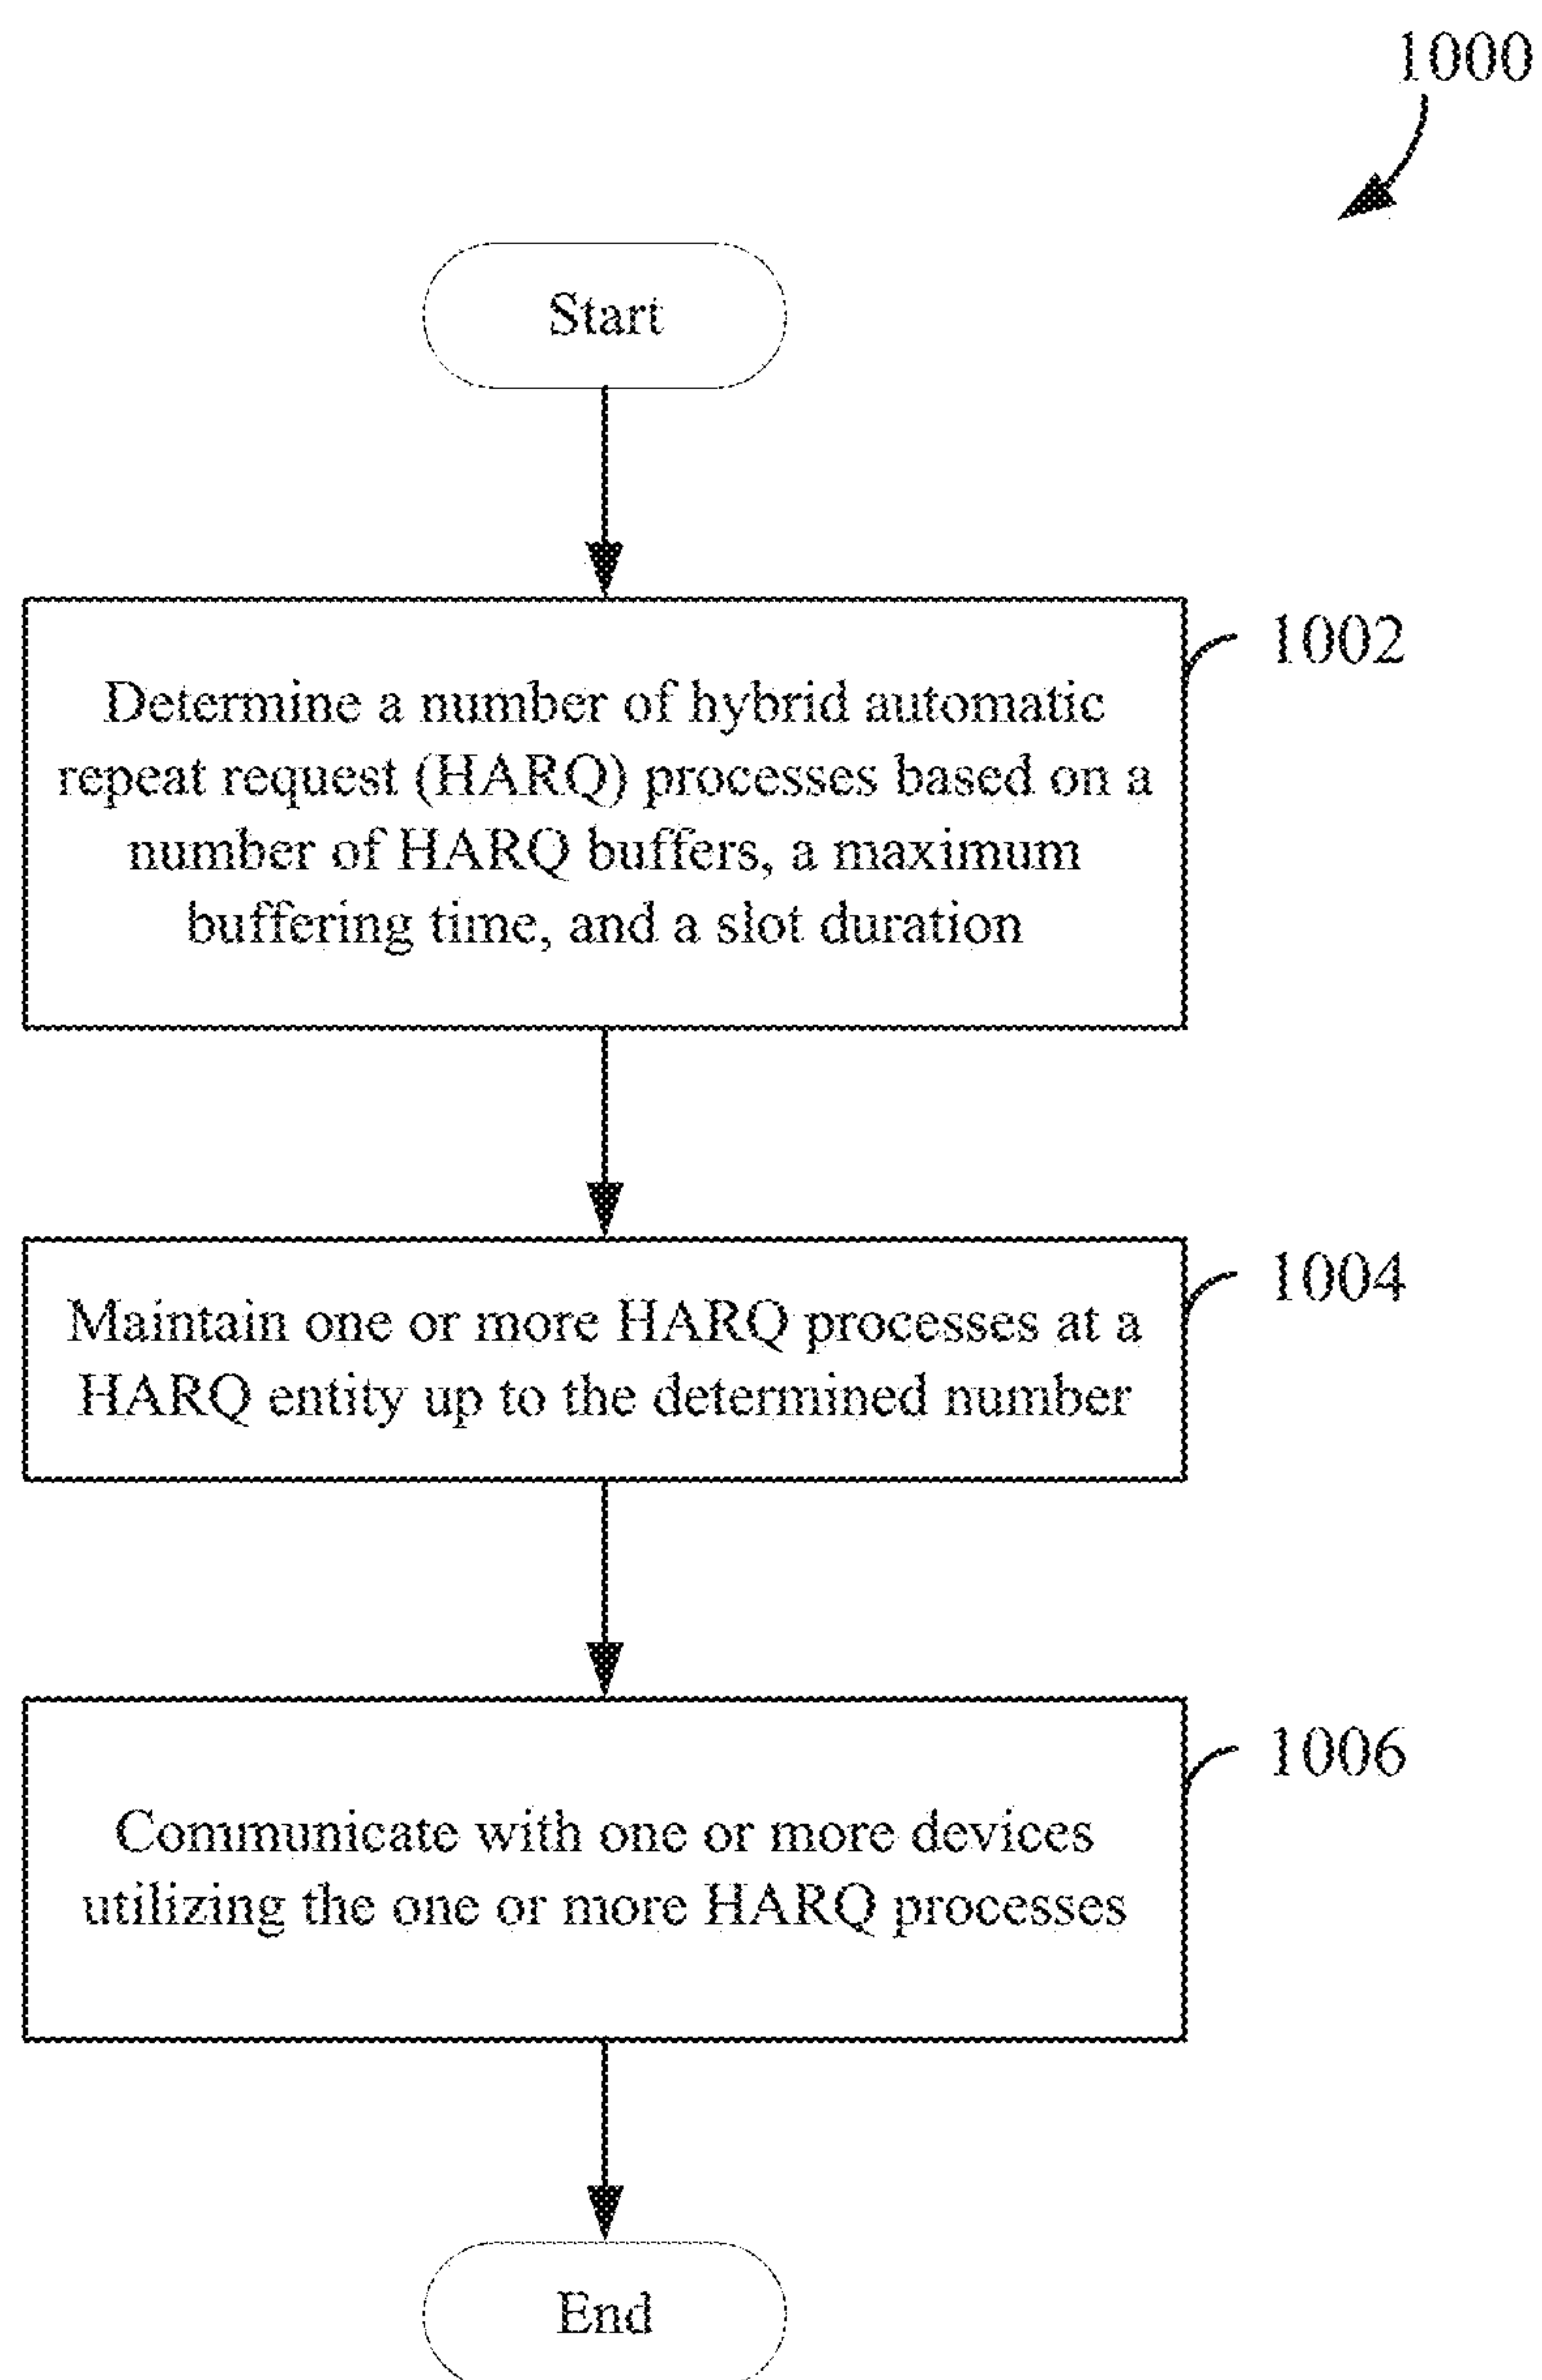 1000
Start
1002
Determine a number of hybrid automatic
repeat request (HARQ) processes based on a
number of HARQ buffers, a maximum
buffering time, and a slot duration
1004
Maintain one or more HARQ processes at a
HARQ entity up to the determined number
1006
Communicate with one or more devices
utilizing the one or more HARQ processes
End